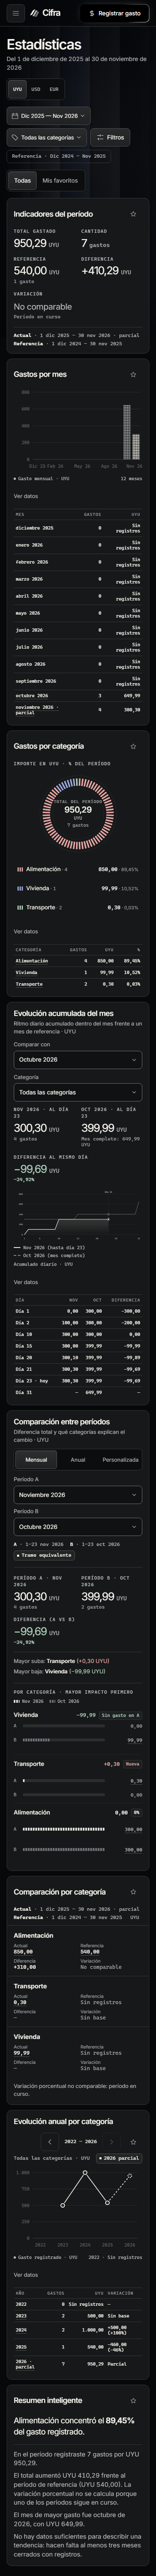 Cifra
$ Registrar gasto
Estadísticas
1 de diciembre de 2025 al 30 de noviembre de
2026
UYU USD EUR
Dic 2025 — Nov 2026
Todas las categorías
Filtros
Referencia · Dic 2024 — Nov 2025
Todas Mis favoritos
Indicadores del período
TOTAL GASTADO CANTIDAD
950,29 UYU 7 gastos
REFERENCIA DIFERENCIA
540,00 UYU +410,29 UYU
1 gasto
VARIACIÓN
No comparable
Período en curso
Actual · 1 dic 2025 — 30 nov 2026 · parcial
Referencia · 1 dic 2024 — 30 nov 2025
Gastos por mes
800
600
400
200
0
Dic 25 Feb 26 May 26 Ago 26 Nov 26
Gasto mensual · UYU 12 meses
Ver datos
MES GASTOS UYU
diciembre 2025 0 Sin registros
enero 2026 0 Sin registros
febrero 2026 0 Sin registros
marzo 2026 0 Sin registros
abril 2026 0 Sin registros
mayo 2026 0 Sin registros
junio 2026 0 Sin registros
julio 2026 0 Sin registros
agosto 2026 0 Sin registros
septiembre 2026 0 Sin registros
octubre 2026 3 649,99
noviembre 2026 · parcial 4 300,30
Gastos por categoría
IMPORTE EN UYU · % DEL PERÍODO
TOTAL DEL PERÍODO
950,29
UYU
7 gastos
Alimentación · 4 850,00 · 89,45%
Vivienda · 1 99,99 · 10,52%
Transporte · 2 0,30 · 0,03%
Ver datos
CATEGORÍA GASTOS UYU %
Alimentación 4 850,00 89,45%
Vivienda 1 99,99 10,52%
Transporte 2 0,30 0,03%
Evolución acumulada del mes
Ritmo diario acumulado dentro del mes frente a un
mes de referencia · UYU
Comparar con
Octubre 2026
Categoría
Todas las categorías
NOV 2026 · AL DÍA 23
OCT 2026 · AL DÍA 23
300,30 UYU 399,99 UYU
4 gastos Mes completo: 649,99 UYU
DIFERENCIA AL MISMO DÍA
−99,69 UYU
−24,92%
Nov 2026 (hasta día 23)
Oct 2026 (mes completo)
Acumulado diario · UYU
Ver datos
DÍA NOV OCT DIFERENCIA
Día 1 0,00 300,00 −300,00
Día 2 100,00 300,00 −200,00
Día 10 300,00 300,00 0,00
Día 15 300,00 399,99 −99,99
Día 20 300,10 399,99 −99,89
Día 21 300,30 399,99 −99,69
Día 23 · hoy 300,30 399,99 −99,69
Día 31 — 649,99 —
Comparación entre períodos
Diferencia total y qué categorías explican el
cambio · UYU
Mensual Anual Personalizada
Período A
Noviembre 2026
Período B
Octubre 2026
A · 1–23 nov 2026 B · 1–23 oct 2026
Tramo equivalente
PERÍODO A · NOV 2026
PERÍODO B · OCT 2026
300,30 UYU 399,99 UYU
4 gastos 2 gastos
DIFERENCIA (A VS B)
−99,69 UYU
−24,92%
Mayor suba: Transporte (+0,30 UYU)
Mayor baja: Vivienda (−99,99 UYU)
POR CATEGORÍA · MAYOR IMPACTO PRIMERO
Nov 2026 Oct 2026
Vivienda −99,99 Sin gasto en A
A 0,00
B 99,99
Transporte +0,30 Nueva
A 0,30
B 0,00
Alimentación 0,00 0%
A 300,00
B 300,00
Comparación por categoría
Actual · 1 dic 2025 — 30 nov 2026 · parcial
Referencia · 1 dic 2024 — 30 nov 2025 UYU
Alimentación
Actual Referencia
850,00 540,00
Diferencia Variación
+310,00 No comparable
Transporte
Actual Referencia
0,30 Sin registros
Diferencia Variación
— Sin base
Vivienda
Actual Referencia
99,99 Sin registros
Diferencia Variación
— Sin base
Variación porcentual no comparable: período en
curso.
Evolución anual por categoría
2022 — 2026
Todas las categorías · UYU 2026 parcial
1.000
750
500
250
0
2022 2023 2024 2025 2026
Gasto registrado · UYU 2022 · Sin registros
Ver datos
AÑO GASTOS UYU VARIACIÓN
2022 0 Sin registros —
2023 2 500,00 Sin base
2024 2 1.000,00 +500,00 (+100%)
2025 1 540,00 −460,00 (−46%)
2026 · parcial 7 950,29 Parcial
Resumen inteligente
Alimentación concentró el 89,45%
del gasto registrado.
En el período registraste 7 gastos por UYU
950,29.
El total aumentó UYU 410,29 frente al
período de referencia (UYU 540,00). La
variación porcentual no se calcula porque
uno de los períodos sigue en curso.
El mes de mayor gasto fue octubre de
2026, con UYU 649,99.
No hay datos suficientes para describir una
tendencia: hacen falta al menos tres meses
cerrados con registros.